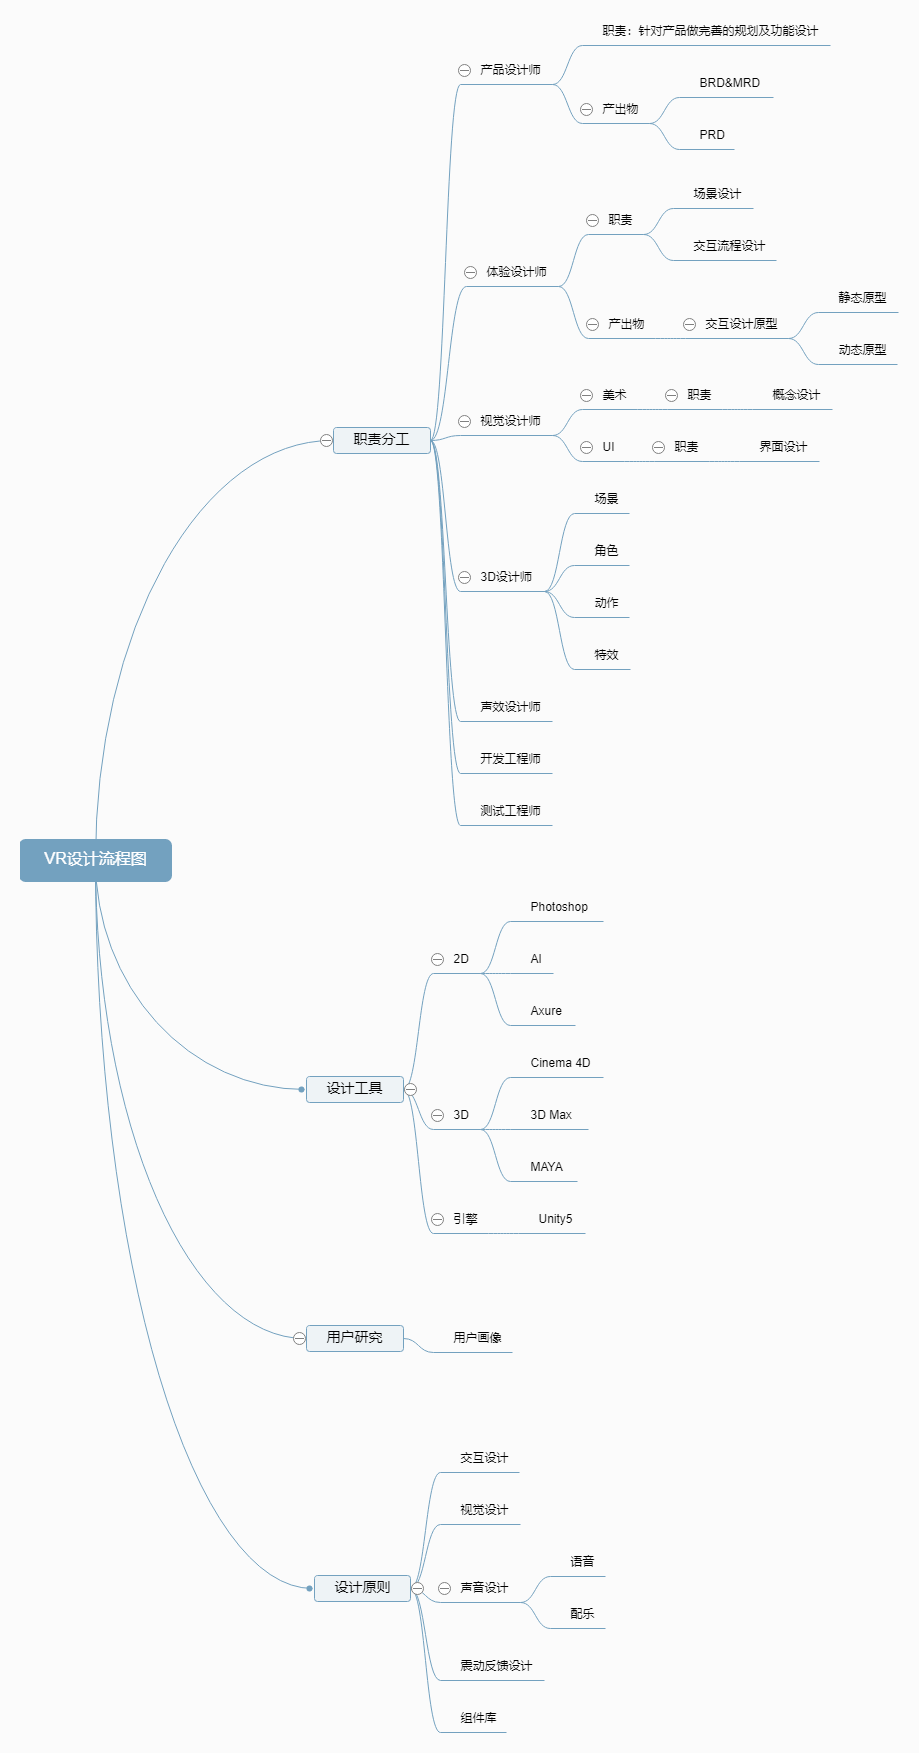 VR设计流程图
职责分工
产品设计师
职责：针对产品做完善的规划及功能设计
产出物
BRD&MRD
PRD
体验设计师
职责
场景设计
交互流程设计
产出物
交互设计原型
静态原型
动态原型
视觉设计师
美术
职责
概念设计
UI
职责
界面设计
3D设计师
场景
角色
动作
特效
声效设计师
开发工程师
测试工程师
设计工具
2D
Photoshop
AI
Axure
3D
Cinema 4D
3D Max
MAYA
引擎
Unity5
用户研究
用户画像
设计原则
交互设计
视觉设计
声音设计
语音
配乐
震动反馈设计
组件库